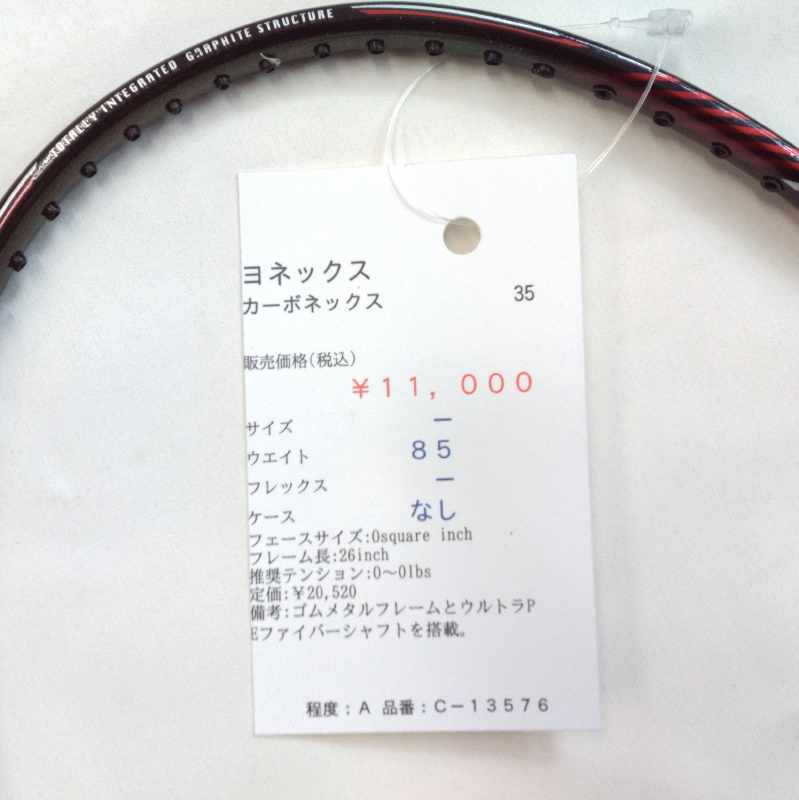 TOTALLY INTEGRATED GRAPHITE STRUCTURE
ヨネックス
カーボネックス 35
販売価格(税込)
¥11,000
サイズ ー
ウエイト 85
フレックス ー
ケース なし
フェースサイズ:0square inch
フレーム長:26inch
推奨テンション:0～0lbs
定価:¥20,520
備考:ゴムメタルフレームとウルトラP
Eファイバーシャフトを搭載。
程度:A 品番:C－13576